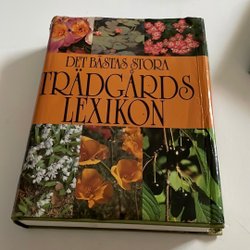 DET BÄSTAS STORA
TRÄDGÅRDS
LEXIKON